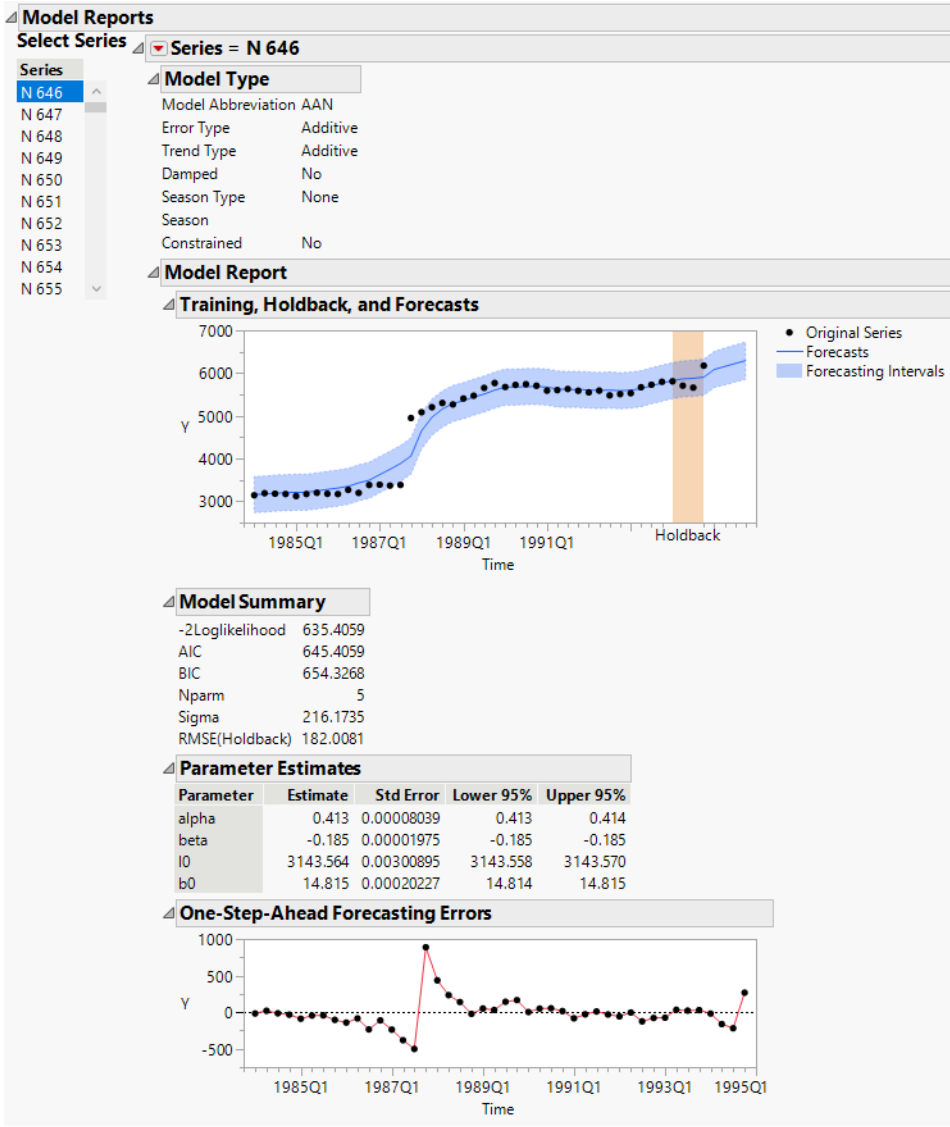 Model Reports
Select Series
Series
N 646
N 647
N 648
N 649
N 650
N 651
N 652
N 653
N 654
N 655
Series = N 646
Model Type
Model Abbreviation AAN
Error Type Additive
Trend Type Additive
Damped No
Season Type None
Season
Constrained No
Model Report
Training, Holdback, and Forecasts
7000
6000
5000
4000
3000
Y
1985Q1 1987Q1 1989Q1 1991Q1 Holdback
Time
Original Series
Forecasts
Forecasting Intervals
Model Summary
-2Loglikelihood 635.4059
AIC 645.4059
BIC 654.3268
Nparm 5
Sigma 216.1735
RMSE(Holdback) 182.0081
Parameter Estimates
Parameter Estimate Std Error Lower 95% Upper 95%
alpha 0.413 0.00008039 0.413 0.414
beta -0.185 0.00001975 -0.185 -0.185
l0 3143.564 0.00300895 3143.558 3143.570
b0 14.815 0.00020227 14.814 14.815
One-Step-Ahead Forecasting Errors
1000
500
0
-500
Y
1985Q1 1987Q1 1989Q1 1991Q1 1993Q1 1995Q1
Time